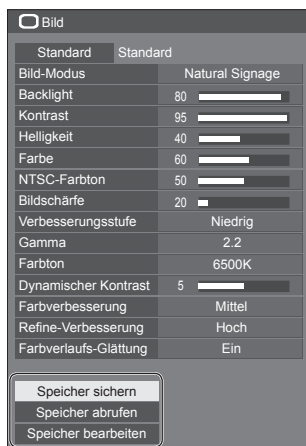 Bild
Standard Standard
Bild-Modus Natural Signage
Backlight 80
Kontrast 95
Helligkeit 40
Farbe 60
NTSC-Farbton 50
Bildschärfe 20
Verbesserungsstufe Niedrig
Gamma 2.2
Farbton 6500K
Dynamischer Kontrast 5
Farbverbesserung Mittel
Refine-Verbesserung Hoch
Farbverlaufs-Glättung Ein
Speicher sichern
Speicher abrufen
Speicher bearbeiten